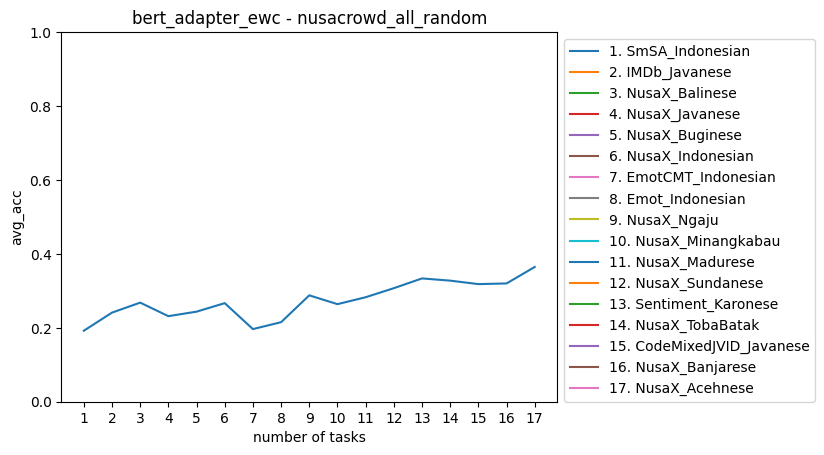 bert_adapter_ewc - nusacrowd_all_random
1.0
0.8
0.6
0.4
0.2
0.0
avg_acc
1 2 3 4 5 6 7 8 9 10 11 12 13 14 15 16 17
number of tasks
1. SmSA_Indonesian
2. IMDb_Javanese
3. NusaX_Balinese
4. NusaX_Javanese
5. NusaX_Buginese
6. NusaX_Indonesian
7. EmotCMT_Indonesian
8. Emot_Indonesian
9. NusaX_Ngaju
10. NusaX_Minangkabau
11. NusaX_Madurese
12. NusaX_Sundanese
13. Sentiment_Karonese
14. NusaX_TobaBatak
15. CodeMixedJVID_Javanese
16. NusaX_Banjarese
17. NusaX_Acehnese